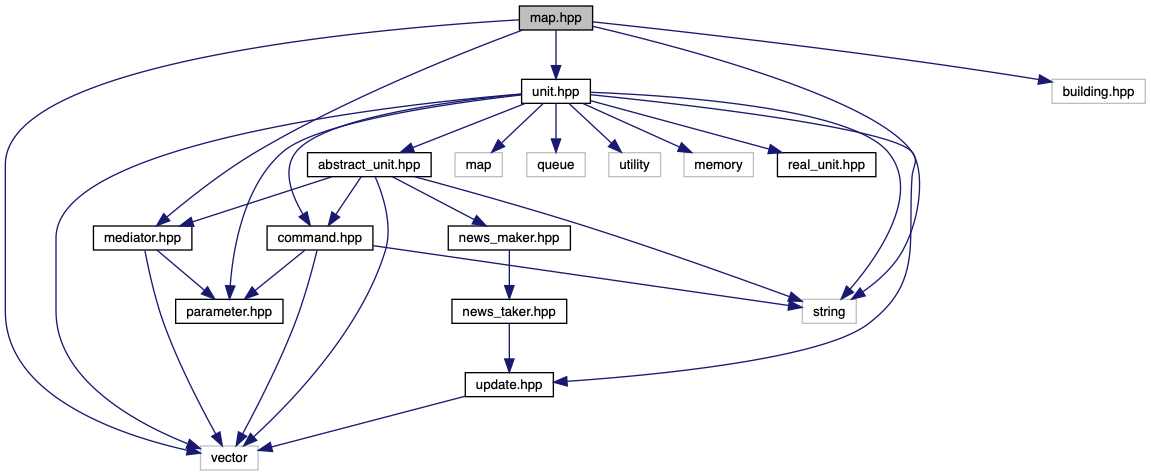 map.hpp
unit.hpp
building.hpp
abstract_unit.hpp
map
queue
utility
memory
real_unit.hpp
mediator.hpp
command.hpp
news_maker.hpp
parameter.hpp
news_taker.hpp
string
update.hpp
vector